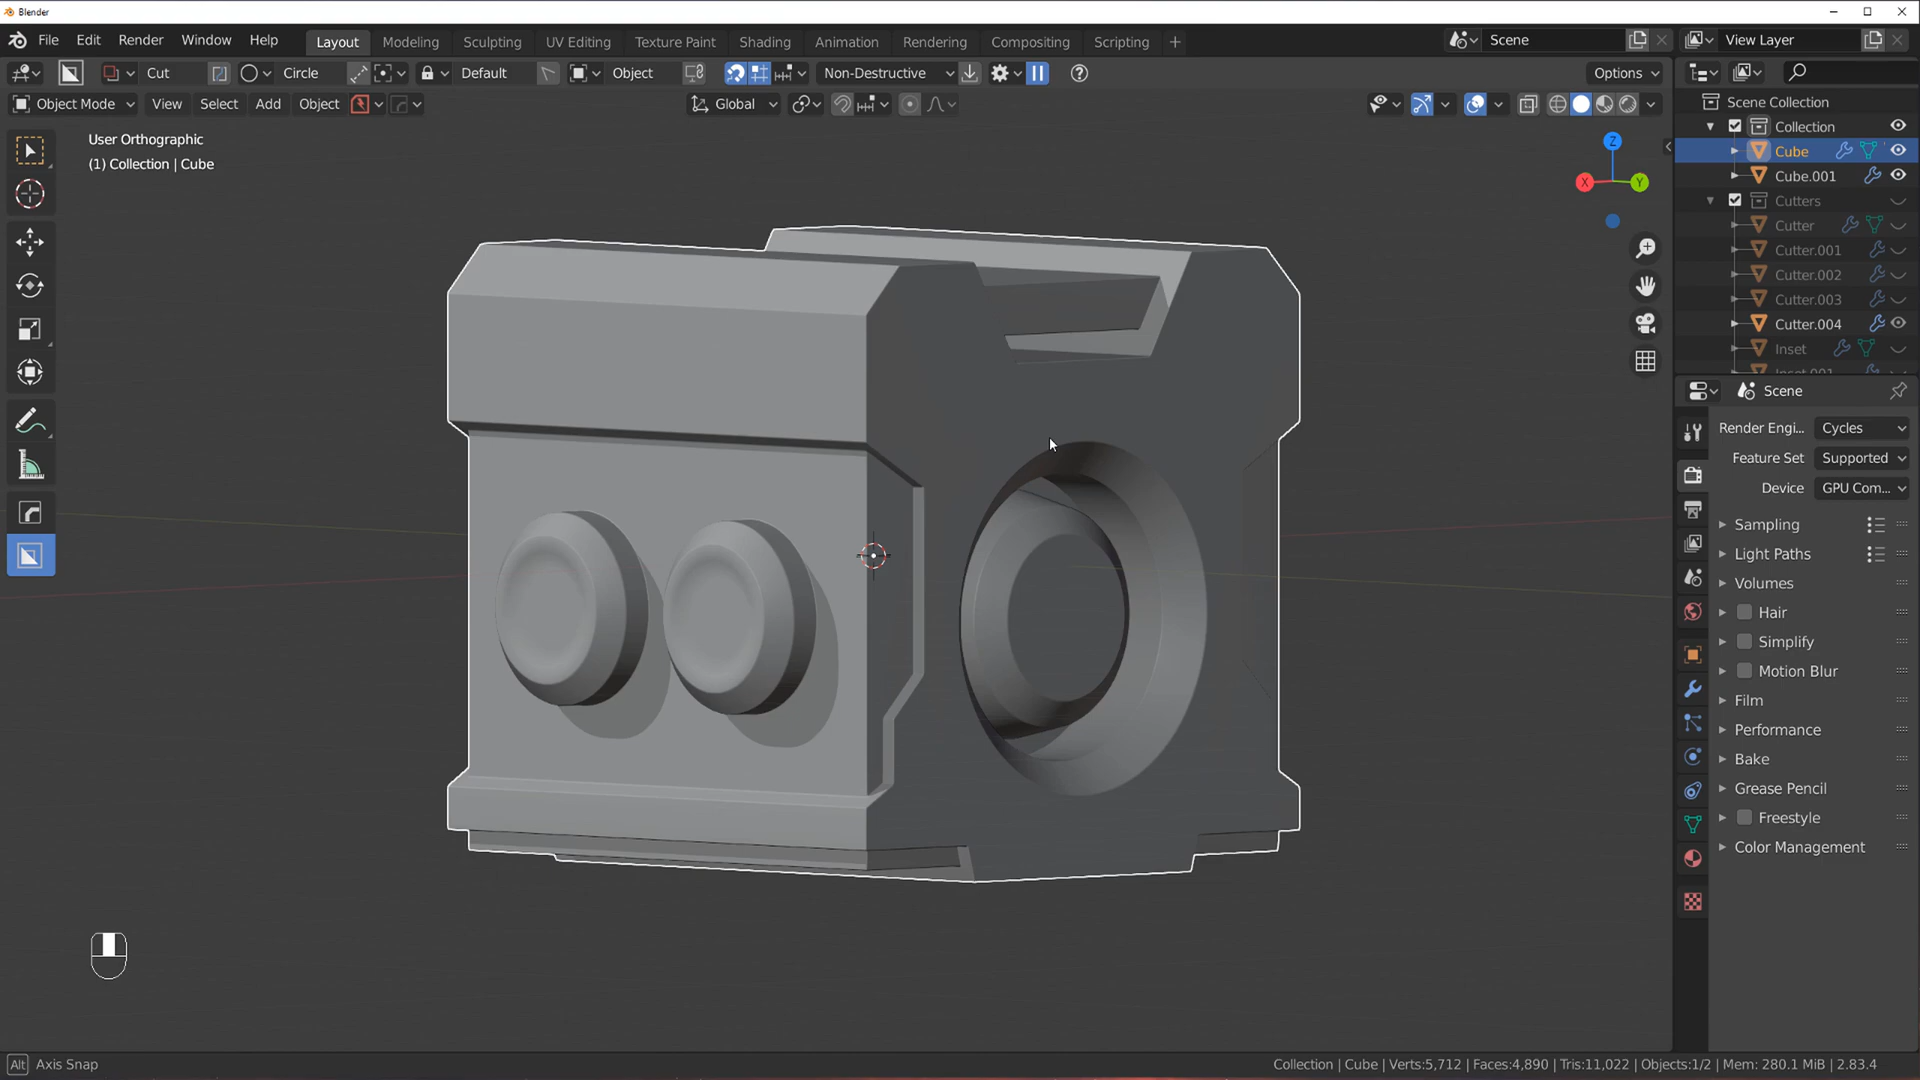 Blender
File Edit Render Window Help Layout Modeling Sculpting UV Editing Texture Paint Shading Animation Rendering Compositing Scripting + Scene View Layer
Cut Circle Default Object Non-Destructive Options
Object Mode View Select Add Object Global
Scene Collection
Collection
Cube
Cube.001
Cutters
Cutter
Cutter.001
Cutter.002
Cutter.003
Cutter.004
Inset
User Orthographic
(1) Collection | Cube
Z
X
Y
Scene
Render Engi... Cycles
Feature Set Supported
Device GPU Com...
Sampling
Light Paths
Volumes
Hair
Simplify
Motion Blur
Film
Performance
Bake
Grease Pencil
Freestyle
Color Management
Alt Axis Snap
Collection | Cube | Verts:5,712 | Faces:4,890 | Tris:11,022 | Objects:1/2 | Mem: 280.1 MiB | 2.83.4